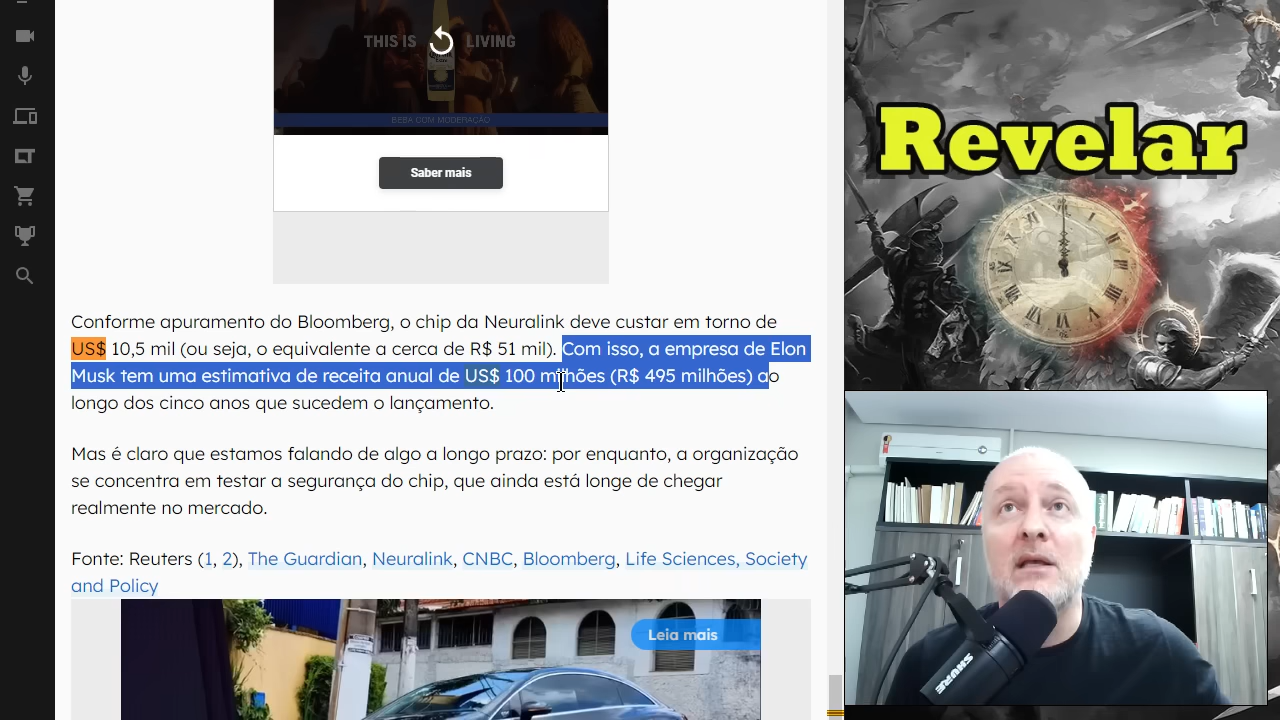 THIS IS LIVING
BEBA COM MODERAÇÃO
Saber mais
Conforme apuramento do Bloomberg, o chip da Neuralink deve custar em torno de
US$ 10,5 mil (ou seja, o equivalente a cerca de R$ 51 mil). Com isso, a empresa de Elon
Musk tem uma estimativa de receita anual de US$ 100 milhões (R$ 495 milhões) ao
longo dos cinco anos que sucedem o lançamento.
Mas é claro que estamos falando de algo a longo prazo: por enquanto, a organização
se concentra em testar a segurança do chip, que ainda está longe de chegar
realmente no mercado.
Fonte: Reuters (1, 2), The Guardian, Neuralink, CNBC, Bloomberg, Life Sciences, Society
and Policy
Leia mais
Revelar
SHURE